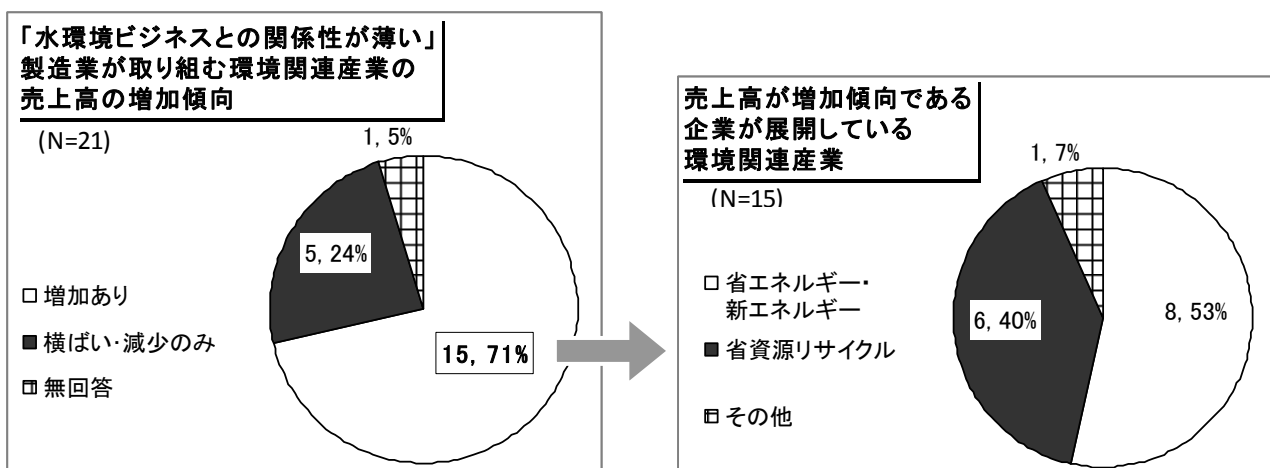 「水環境ビジネスとの関係性が薄い」
製造業が取り組む環境関連産業の
売上高の増加傾向
(N=21)
1, 5%
5, 24%
15, 71%
□ 増加あり
■ 横ばい・減少のみ
無回答
売上高が増加傾向である
企業が展開している
環境関連産業
(N=15)
1, 7%
6, 40%
8, 53%
□ 省エネルギー・
新エネルギー
■ 省資源リサイクル
その他